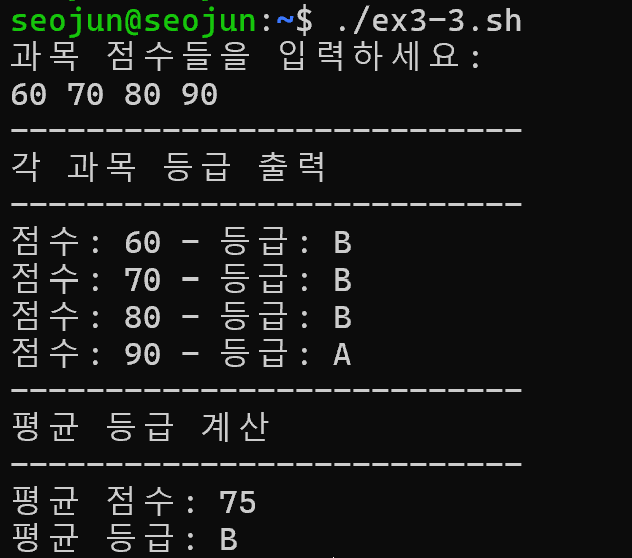 seojun@seojun:~$ ./ex3-3.sh
과목 점수들을 입력하세요:
60 70 80 90
---------------------------
각 과목 등급 출력
---------------------------
점수: 60 - 등급: B
점수: 70 - 등급: B
점수: 80 - 등급: B
점수: 90 - 등급: A
---------------------------
평균 등급 계산
---------------------------
평균 점수: 75
평균 등급: B